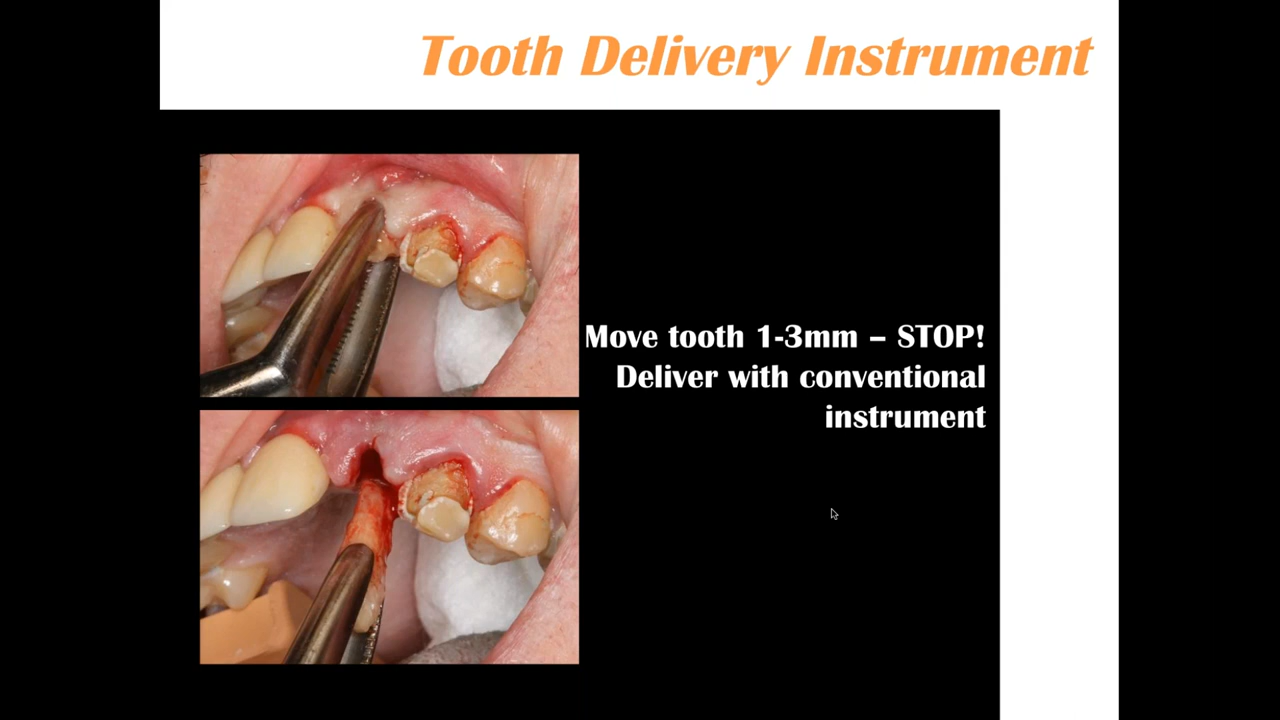 Tooth Delivery Instrument
Move tooth 1-3mm – STOP!
Deliver with conventional
instrument